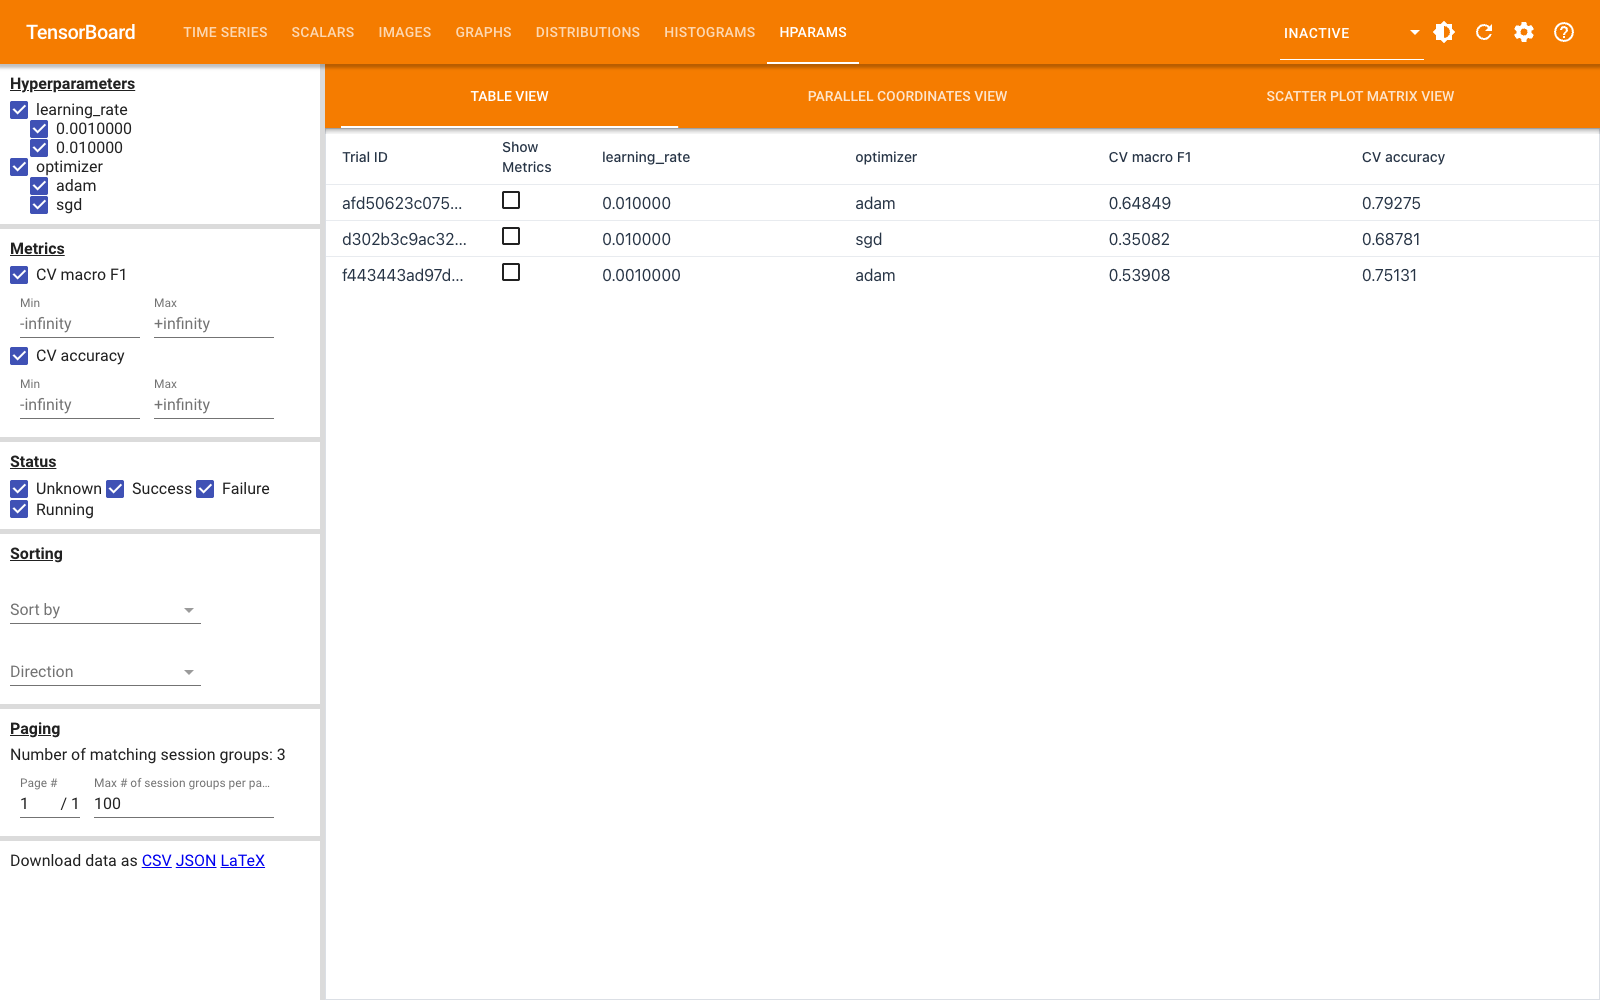 TensorBoard
TIME SERIES SCALARS IMAGES GRAPHS DISTRIBUTIONS HISTOGRAMS HPARAMS
INACTIVE
Hyperparameters
learning_rate
0.0010000
0.010000
optimizer
adam
sgd
Metrics
CV macro F1
Min Max
-infinity +infinity
CV accuracy
Min Max
-infinity +infinity
Status
Unknown Success Failure
Running
Sorting
Sort by
Direction
Paging
Number of matching session groups: 3
Page # Max # of session groups per pa...
1 / 1 100
Download data as CSV JSON LaTeX
TABLE VIEW PARALLEL COORDINATES VIEW SCATTER PLOT MATRIX VIEW
Trial ID Show Metrics learning_rate optimizer CV macro F1 CV accuracy
afd50623c075... 0.010000 adam 0.64849 0.79275
d302b3c9ac32... 0.010000 sgd 0.35082 0.68781
f443443ad97d... 0.0010000 adam 0.53908 0.75131